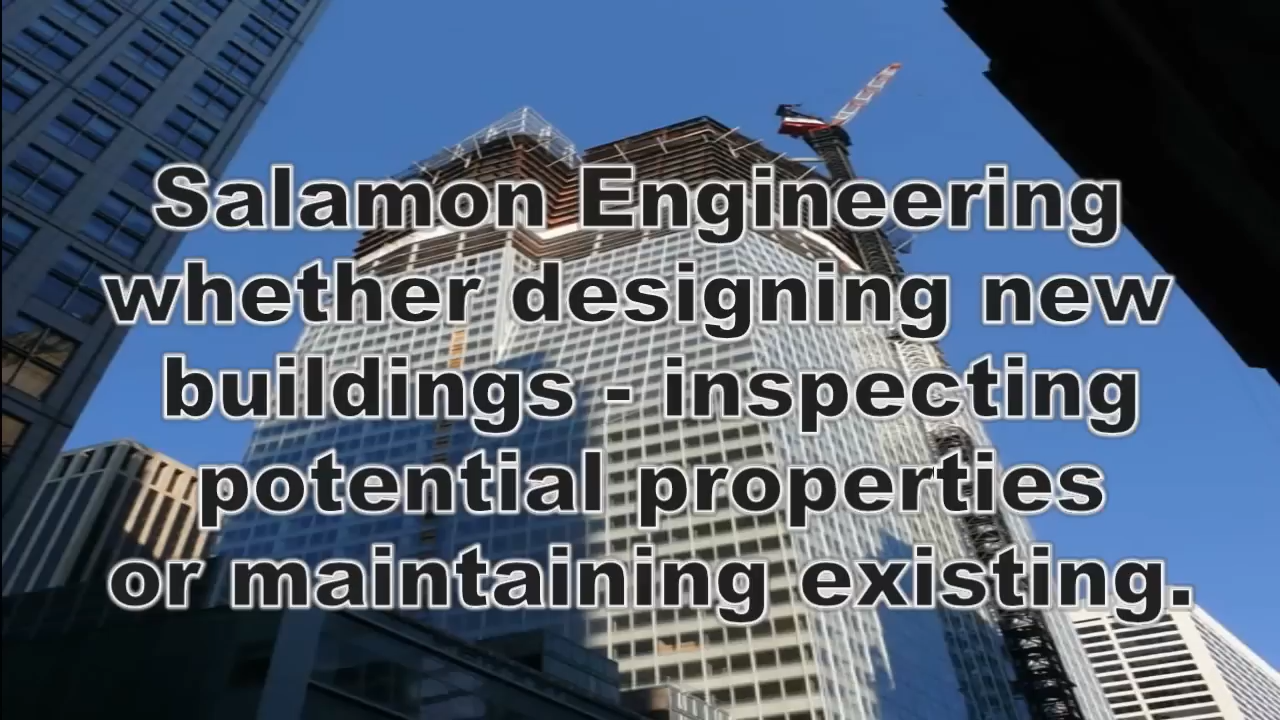 Salamon Engineering
whether designing new
buildings - inspecting
potential properties
or maintaining existing.